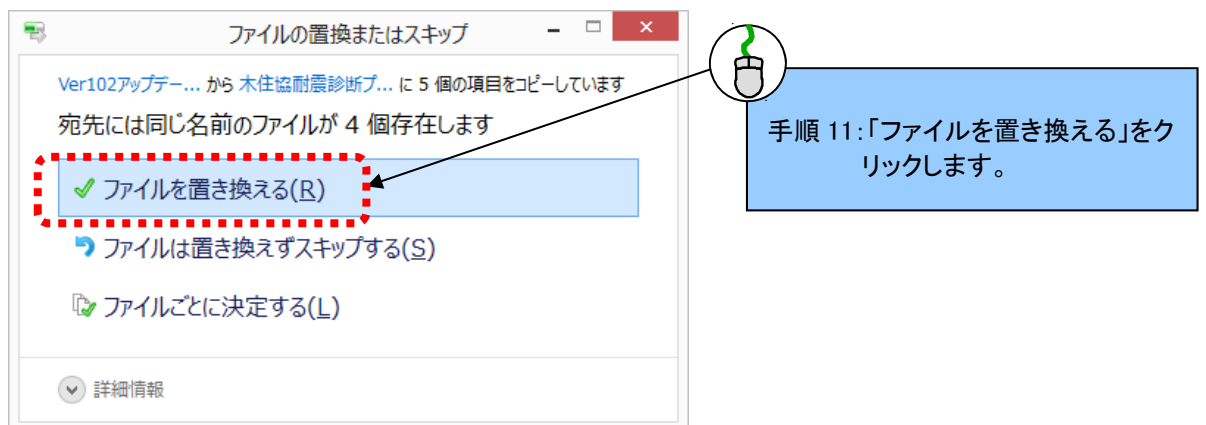 ファイルの置換またはスキップ
Ver102アップデー... から 木住協耐震診断プ... に 5 個の項目をコピーしています
宛先には同じ名前のファイルが 4 個存在します
ファイルを置き換える(R)
ファイルは置き換えずスキップする(S)
ファイルごとに決定する(L)
詳細情報
手順 11:「ファイルを置き換える」をク
リックします。